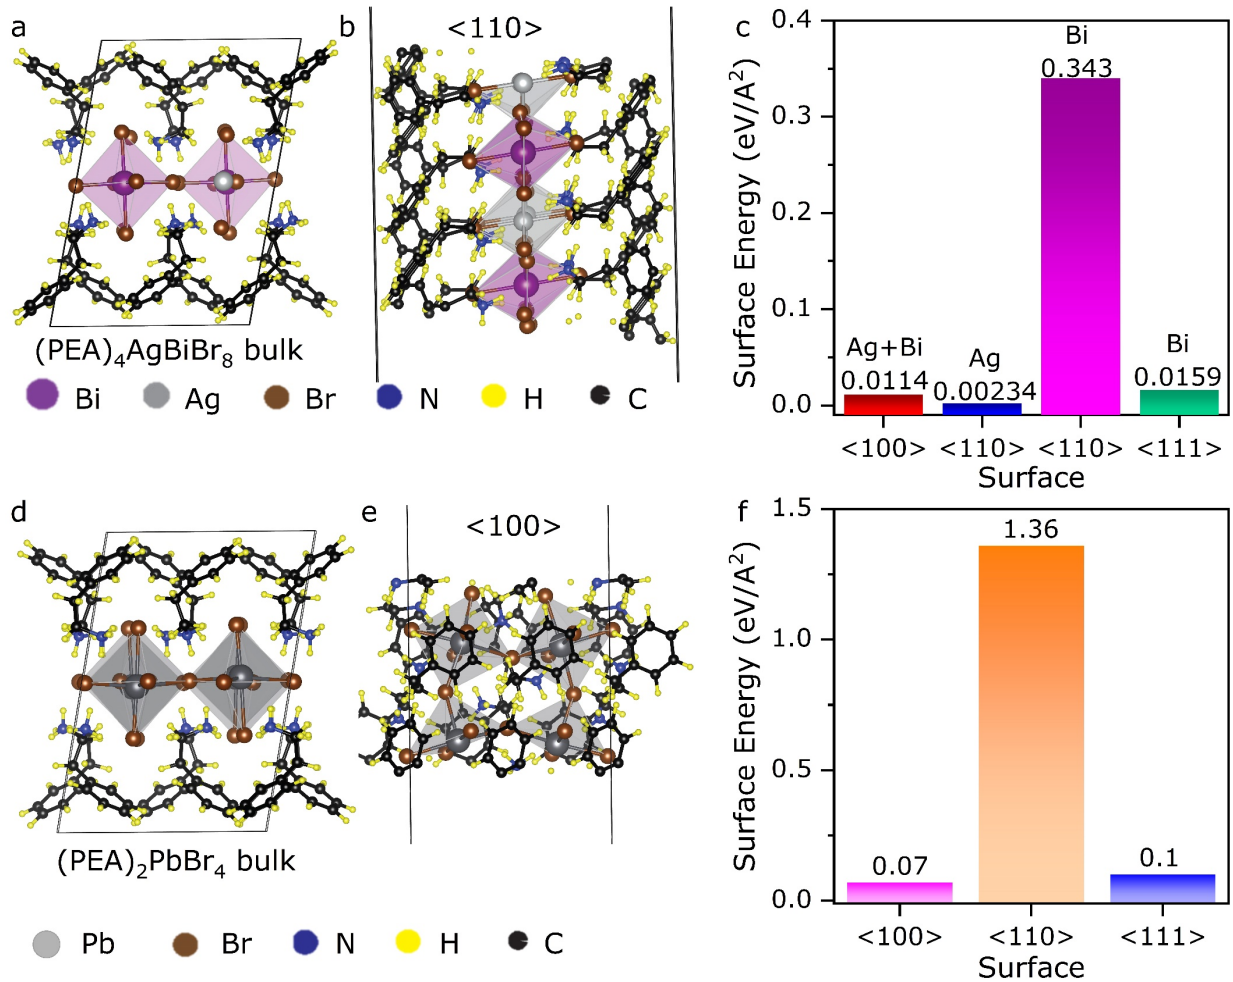 a
b
<110>
(PEA)₄AgBiBr₈ bulk
Bi Ag Br N H C
c
Surface Energy (eV/A²)
0.4
0.3
0.2
0.1
0.0
Ag+Bi
0.0114
Ag
0.00234
Bi
0.343
Bi
0.0159
<100> <110> <110> <111>
Surface
d
e
<100>
(PEA)₂PbBr₄ bulk
Pb Br N H C
f
Surface Energy (eV/A²)
1.5
1.0
0.5
0.0
0.07
1.36
0.1
<100> <110> <111>
Surface